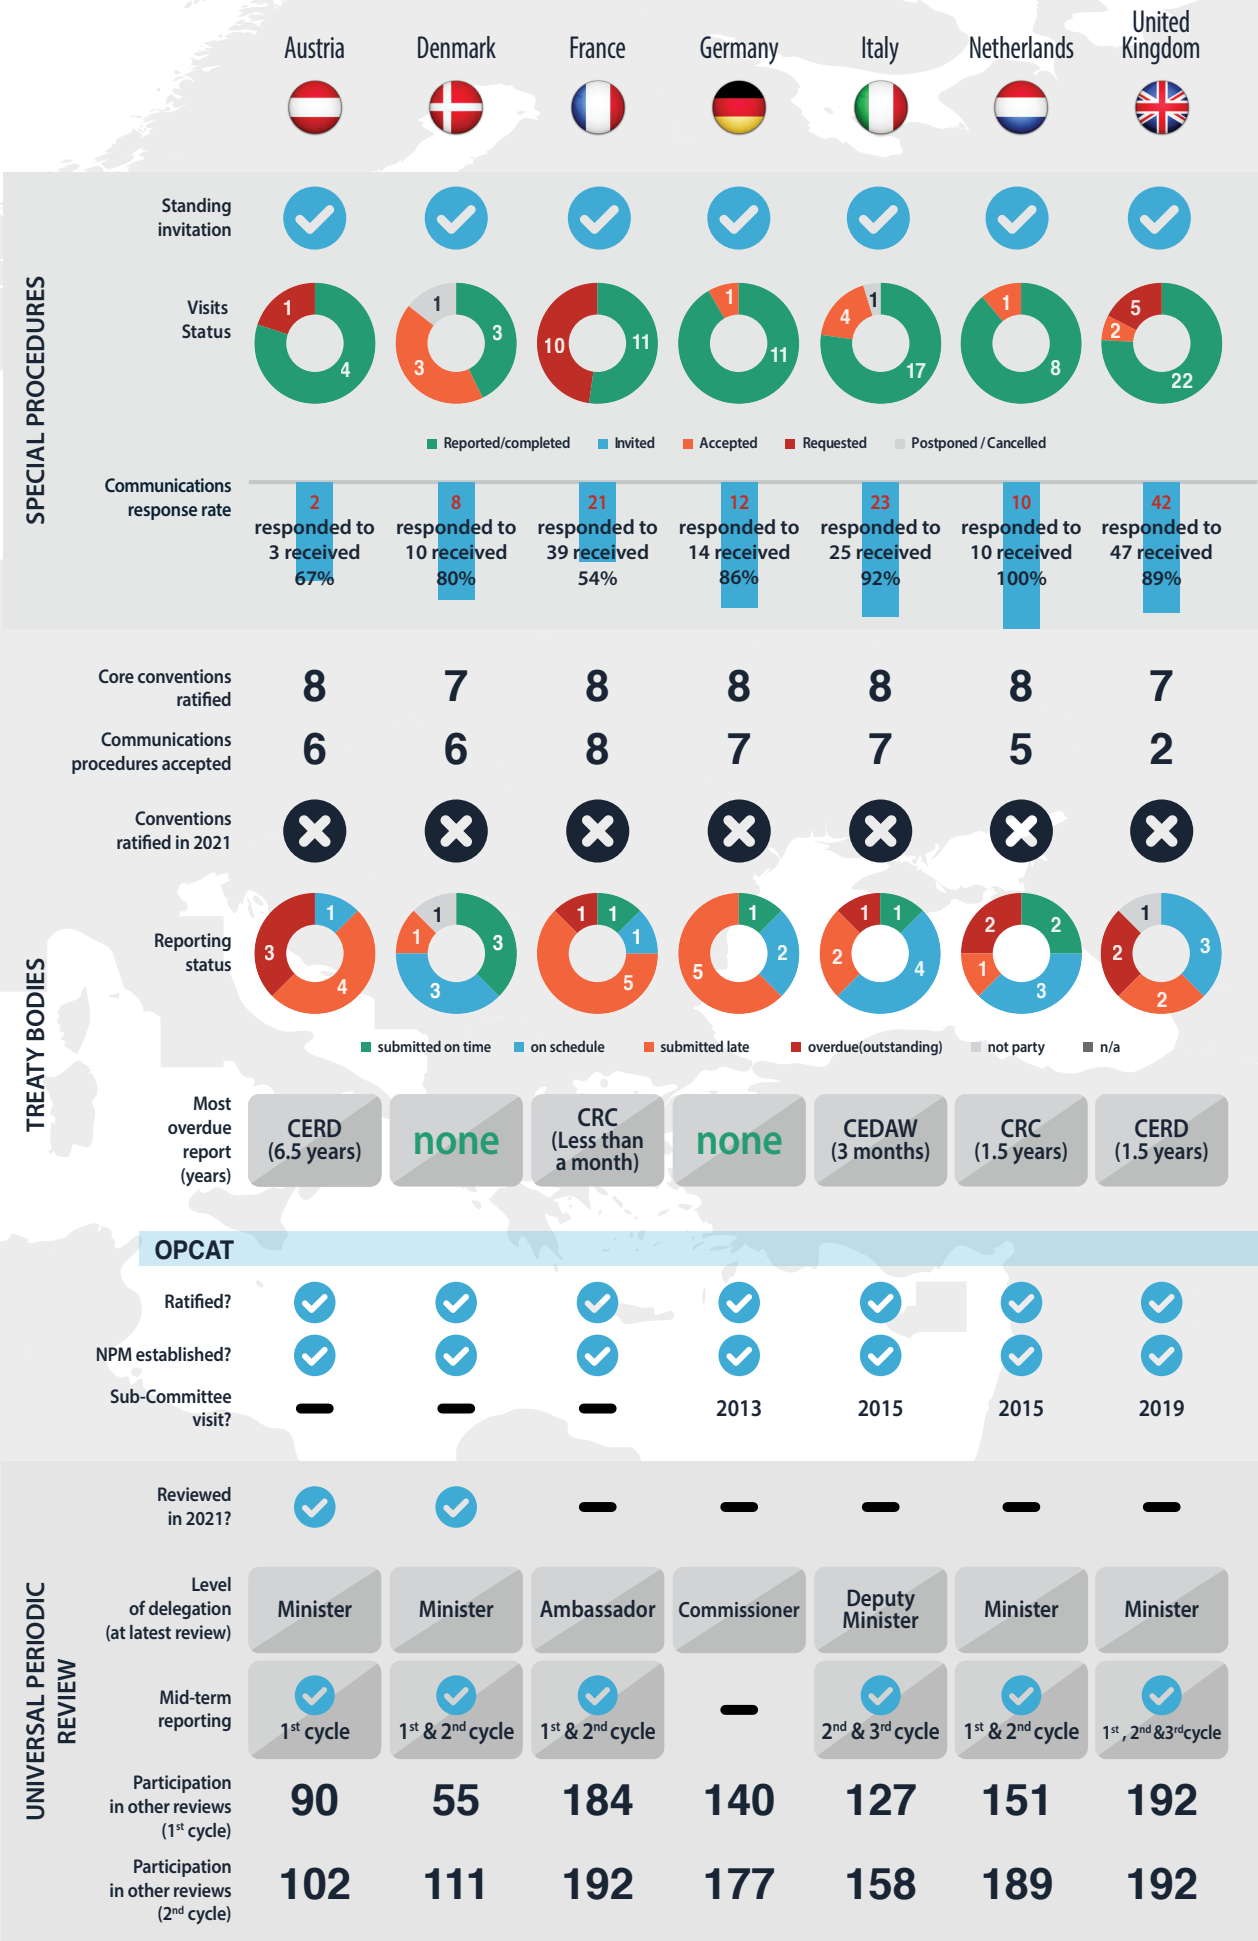 Austria
Denmark
France
Germany
Italy
Netherlands
United
Kingdom
SPECIAL PROCEDURES
Standing
invitation
Visits
Status
1
4
1
3
3
10
11
1
11
4
1
17
1
8
5
2
22
Reported/completed
Invited
Accepted
Requested
Postponed / Cancelled
Communications
response rate
2
responded to
3 received
67%
8
responded to
10 received
80%
21
responded to
39 received
54%
12
responded to
14 received
86%
23
responded to
25 received
92%
10
responded to
10 received
100%
42
responded to
47 received
89%
TREATY BODIES
Core conventions
ratified
8
7
8
8
8
8
7
Communications
procedures accepted
6
6
8
7
7
5
2
Conventions
ratified in 2021
Reporting
status
1
3
4
1
1
3
3
1
1
1
5
1
2
5
1
1
2
4
2
2
1
3
1
3
2
2
submitted on time
on schedule
submitted late
overdue(outstanding)
not party
n/a
Most
overdue
report
(years)
CERD
(6.5 years)
none
CRC
(Less than
a month)
none
CEDAW
(3 months)
CRC
(1.5 years)
CERD
(1.5 years)
OPCAT
Ratified?
NPM established?
Sub-Committee
visit?
2013
2015
2015
2019
UNIVERSAL PERIODIC
REVIEW
Reviewed
in 2021?
Level
of delegation
(at latest review)
Minister
Minister
Ambassador
Commissioner
Deputy
Minister
Minister
Minister
Mid-term
reporting
1st cycle
1st & 2nd cycle
1st & 2nd cycle
2nd & 3rd cycle
1st & 2nd cycle
1st , 2nd &3rdcycle
Participation
in other reviews
(1st cycle)
90
55
184
140
127
151
192
Participation
in other reviews
(2nd cycle)
102
111
192
177
158
189
192